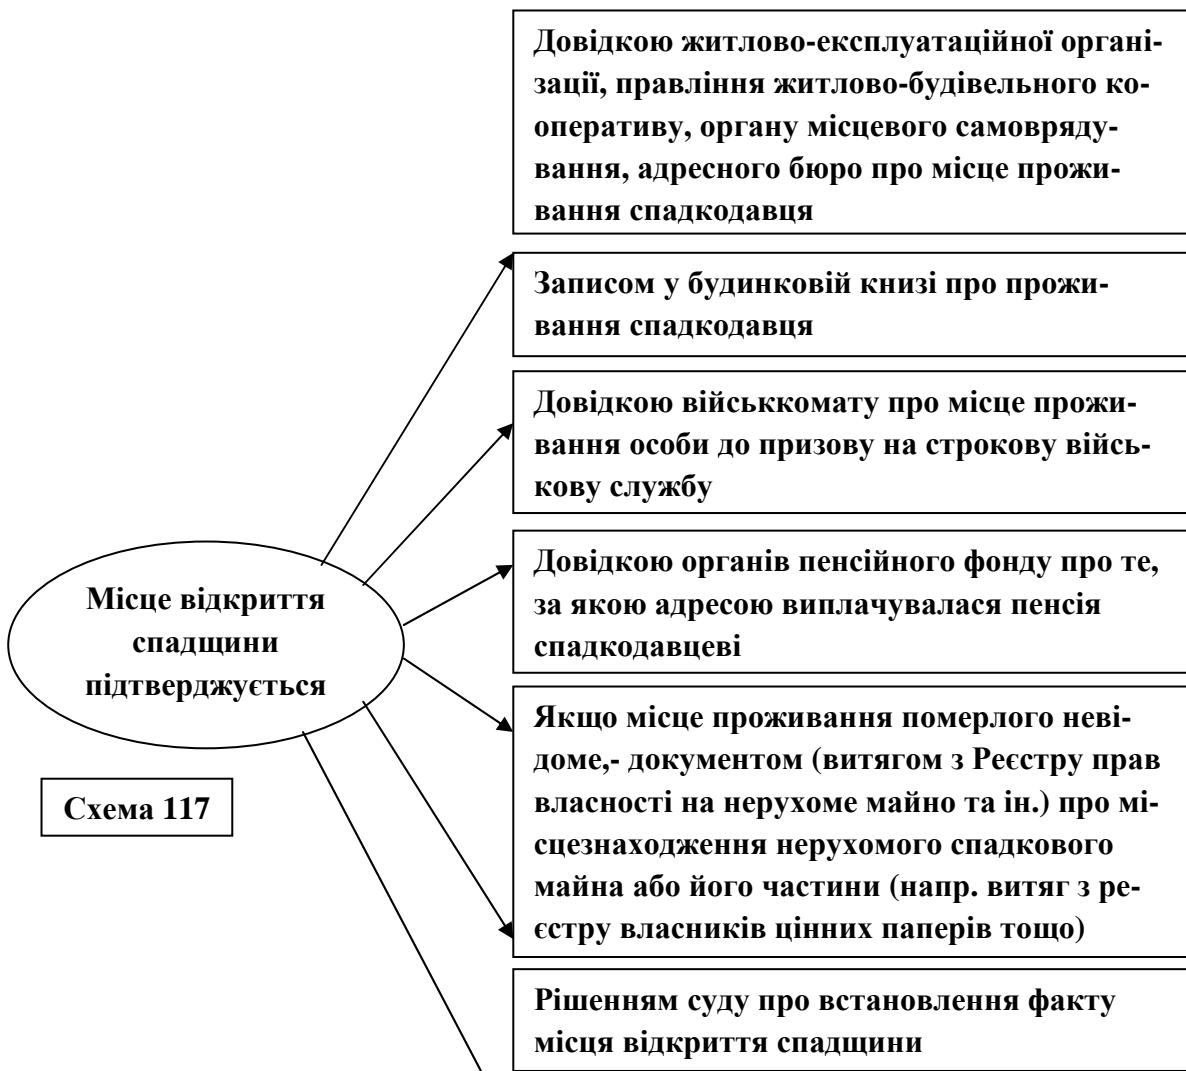 Довідкою житлово-експлуатаційної органі-
зації, правління житлово-будівельного ко-
оперативу, органу місцевого самовряду-
вання, адресного бюро про місце прожи-
вання спадкодавця
Записом у будинковій книзі про прожи-
вання спадкодавця
Довідкою військкомату про місце прожи-
вання особи до призову на строкову війсь-
кову службу
Місце відкриття
спадщини
підтверджується
Довідкою органів пенсійного фонду про те,
за якою адресою виплачувалася пенсія
спадкодавцеві
Якщо місце проживання померлого неві-
доме,- документом (витягом з Реєстру прав
власності на нерухоме майно та ін.) про мі-
сцезнаходження нерухомого спадкового
майна або його частини (напр. витяг з ре-
єстру власників цінних паперів тощо)
Схема 117
Рішенням суду про встановлення факту
місця відкриття спадщини